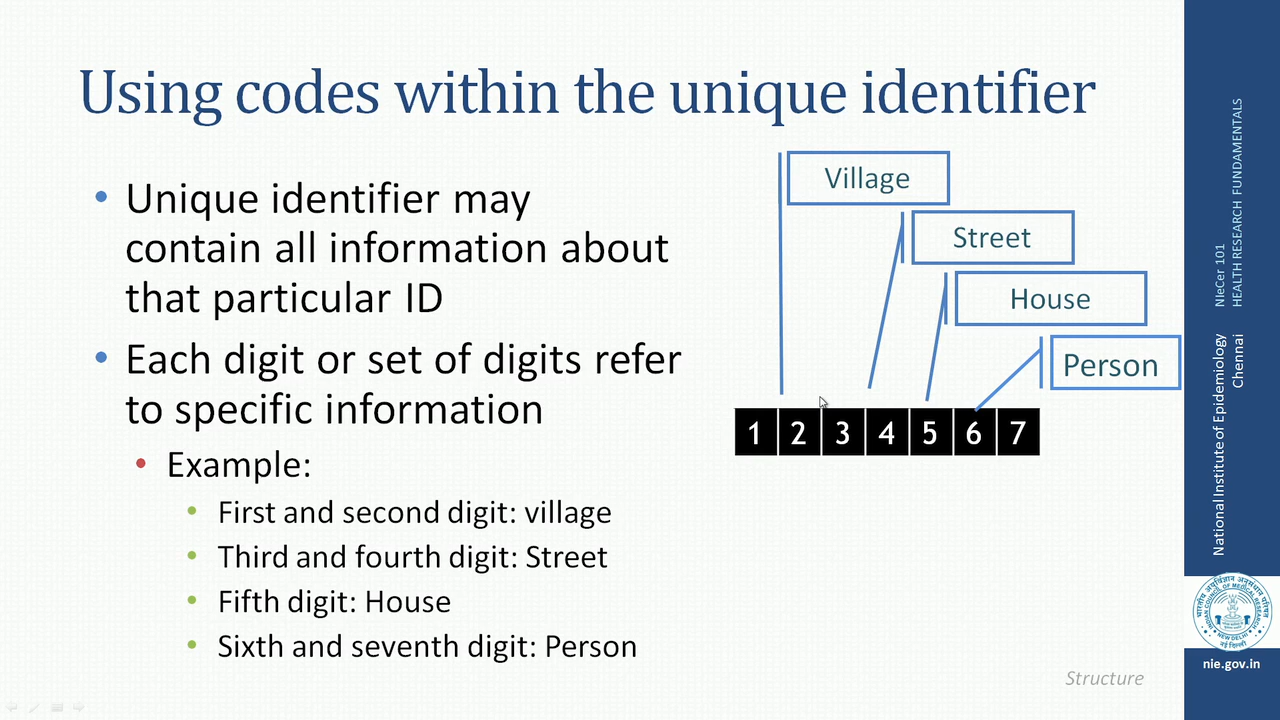 Using codes within the unique identifier
Unique identifier may
contain all information about
that particular ID
Each digit or set of digits refer
to specific information
Example:
First and second digit: village
Third and fourth digit: Street
Fifth digit: House
Sixth and seventh digit: Person
Village
Street
House
Person
1 2 3 4 5 6 7
Structure
NIeCer 101
HEALTH RESEARCH FUNDAMENTALS
National Institute of Epidemiology
Chennai
nie.gov.in